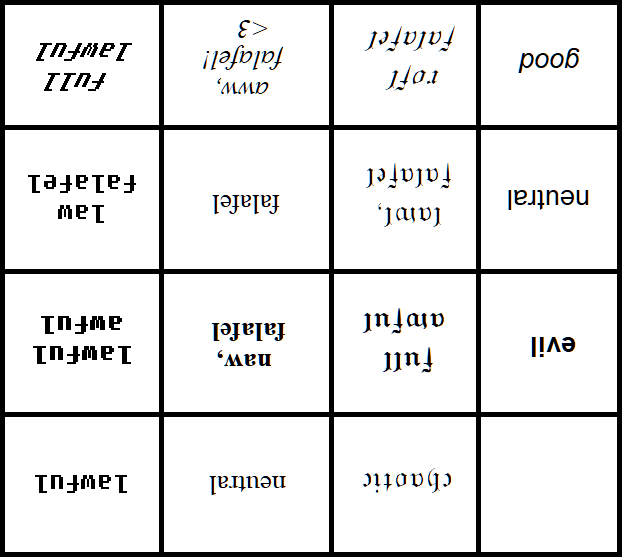 chaotic
neutral
lawful
evil
full
awful
naw,
falafel
lawful
awful
neutral
lawl,
falafel
falafel
law
falafel
good
rofl
falafel
aww,
falafel!
<3
full
lawful